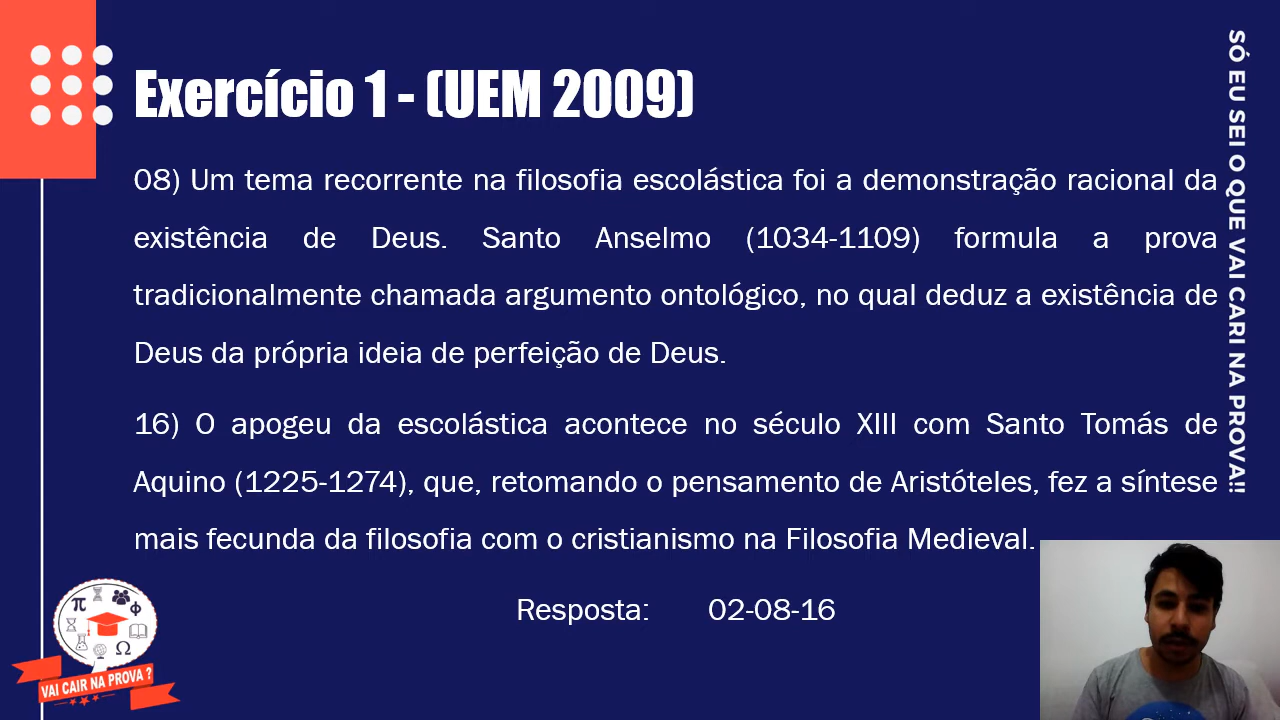 Exercício 1 - (UEM 2009)
08) Um tema recorrente na filosofia escolástica foi a demonstração racional da
existência de Deus. Santo Anselmo (1034-1109) formula a prova
tradicionalmente chamada argumento ontológico, no qual deduz a existência de
Deus da própria ideia de perfeição de Deus.
16) O apogeu da escolástica acontece no século XIII com Santo Tomás de
Aquino (1225-1274), que, retomando o pensamento de Aristóteles, fez a síntese
mais fecunda da filosofia com o cristianismo na Filosofia Medieval.
Resposta: 02-08-16
SÓ EU SEI O QUE VAI CARI NA PROVA!!
π Φ
Ω
VAI CAIR NA PROVA ?